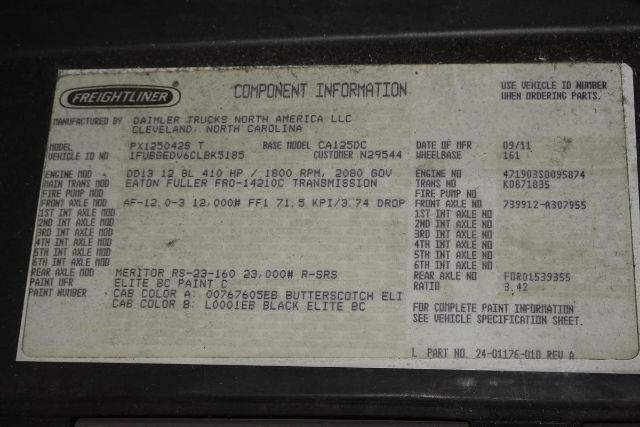 FREIGHTLINER
COMPONENT INFORMATION
USE VEHICLE ID NUMBER
WHEN ORDERING PARTS.
MANUFACTURED BY DAIMLER TRUCKS NORTH AMERICA LLC
CLEVELAND, NORTH CAROLINA
MODEL PX125042S T BASE MODEL CA125DC DATE OF MFR 09/11
VEHICLE ID NO 1FUBGEDV6CLBK5185 CUSTOMER N29544 WHEELBASE 161
ENGINE MOD DD13 12.8L 410 HP / 1800 RPM, 2080 GOV ENGINE NO 471903S0095874
MAIN TRANS MOD EATON FULLER FRO-14210C TRANSMISSION TRANS NO K0871835
FIRE PUMP MOD FIRE PUMP NO
FRONT AXLE MOD AF-12.0-3 12,000# FF1 71.5 KPI/3.74 DROP FRONT AXLE NO 739912-A307955
1ST INT AXLE MOD 1ST INT AXLE NO
2ND INT AXLE MOD 2ND INT AXLE NO
3RD INT AXLE MOD 3RD INT AXLE NO
4TH INT AXLE MOD 4TH INT AXLE NO
5TH INT AXLE MOD 5TH INT AXLE NO
6TH INT AXLE MOD 6TH INT AXLE NO
REAR AXLE MOD MERITOR RS-23-160 23,000# R-SRS REAR AXLE NO FDR01539355
PAINT MFR ELITE BC PAINT C RATIO 3.42
PAINT NUMBER CAB COLOR A: 00767605EB BUTTERSCOTCH ELI
CAB COLOR B: L0001EB BLACK ELITE BC
FOR COMPLETE PAINT INFORMATION
SEE VEHICLE SPECIFICATION SHEET.
L PART NO. 24-01176-010 REV A